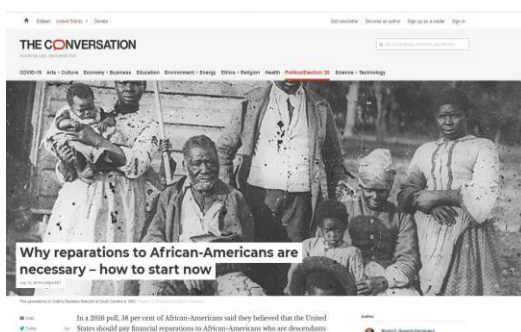 Edition: United States
Donate
Get newsletter
Become an author
Sign up as a reader
Sign in
THE CONVERSATION
COVID-19 Arts + Culture Economy + Business Education Environment + Energy Ethics + Religion Health Politics/Election '20 Science + Technology
Why reparations to African-Americans are
necessary – how to start now
Email
Twitter
In a 2016 poll, 58 per cent of African-Americans said they believed that the United
States should pay financial reparations to African-Americans who are descendants
Author